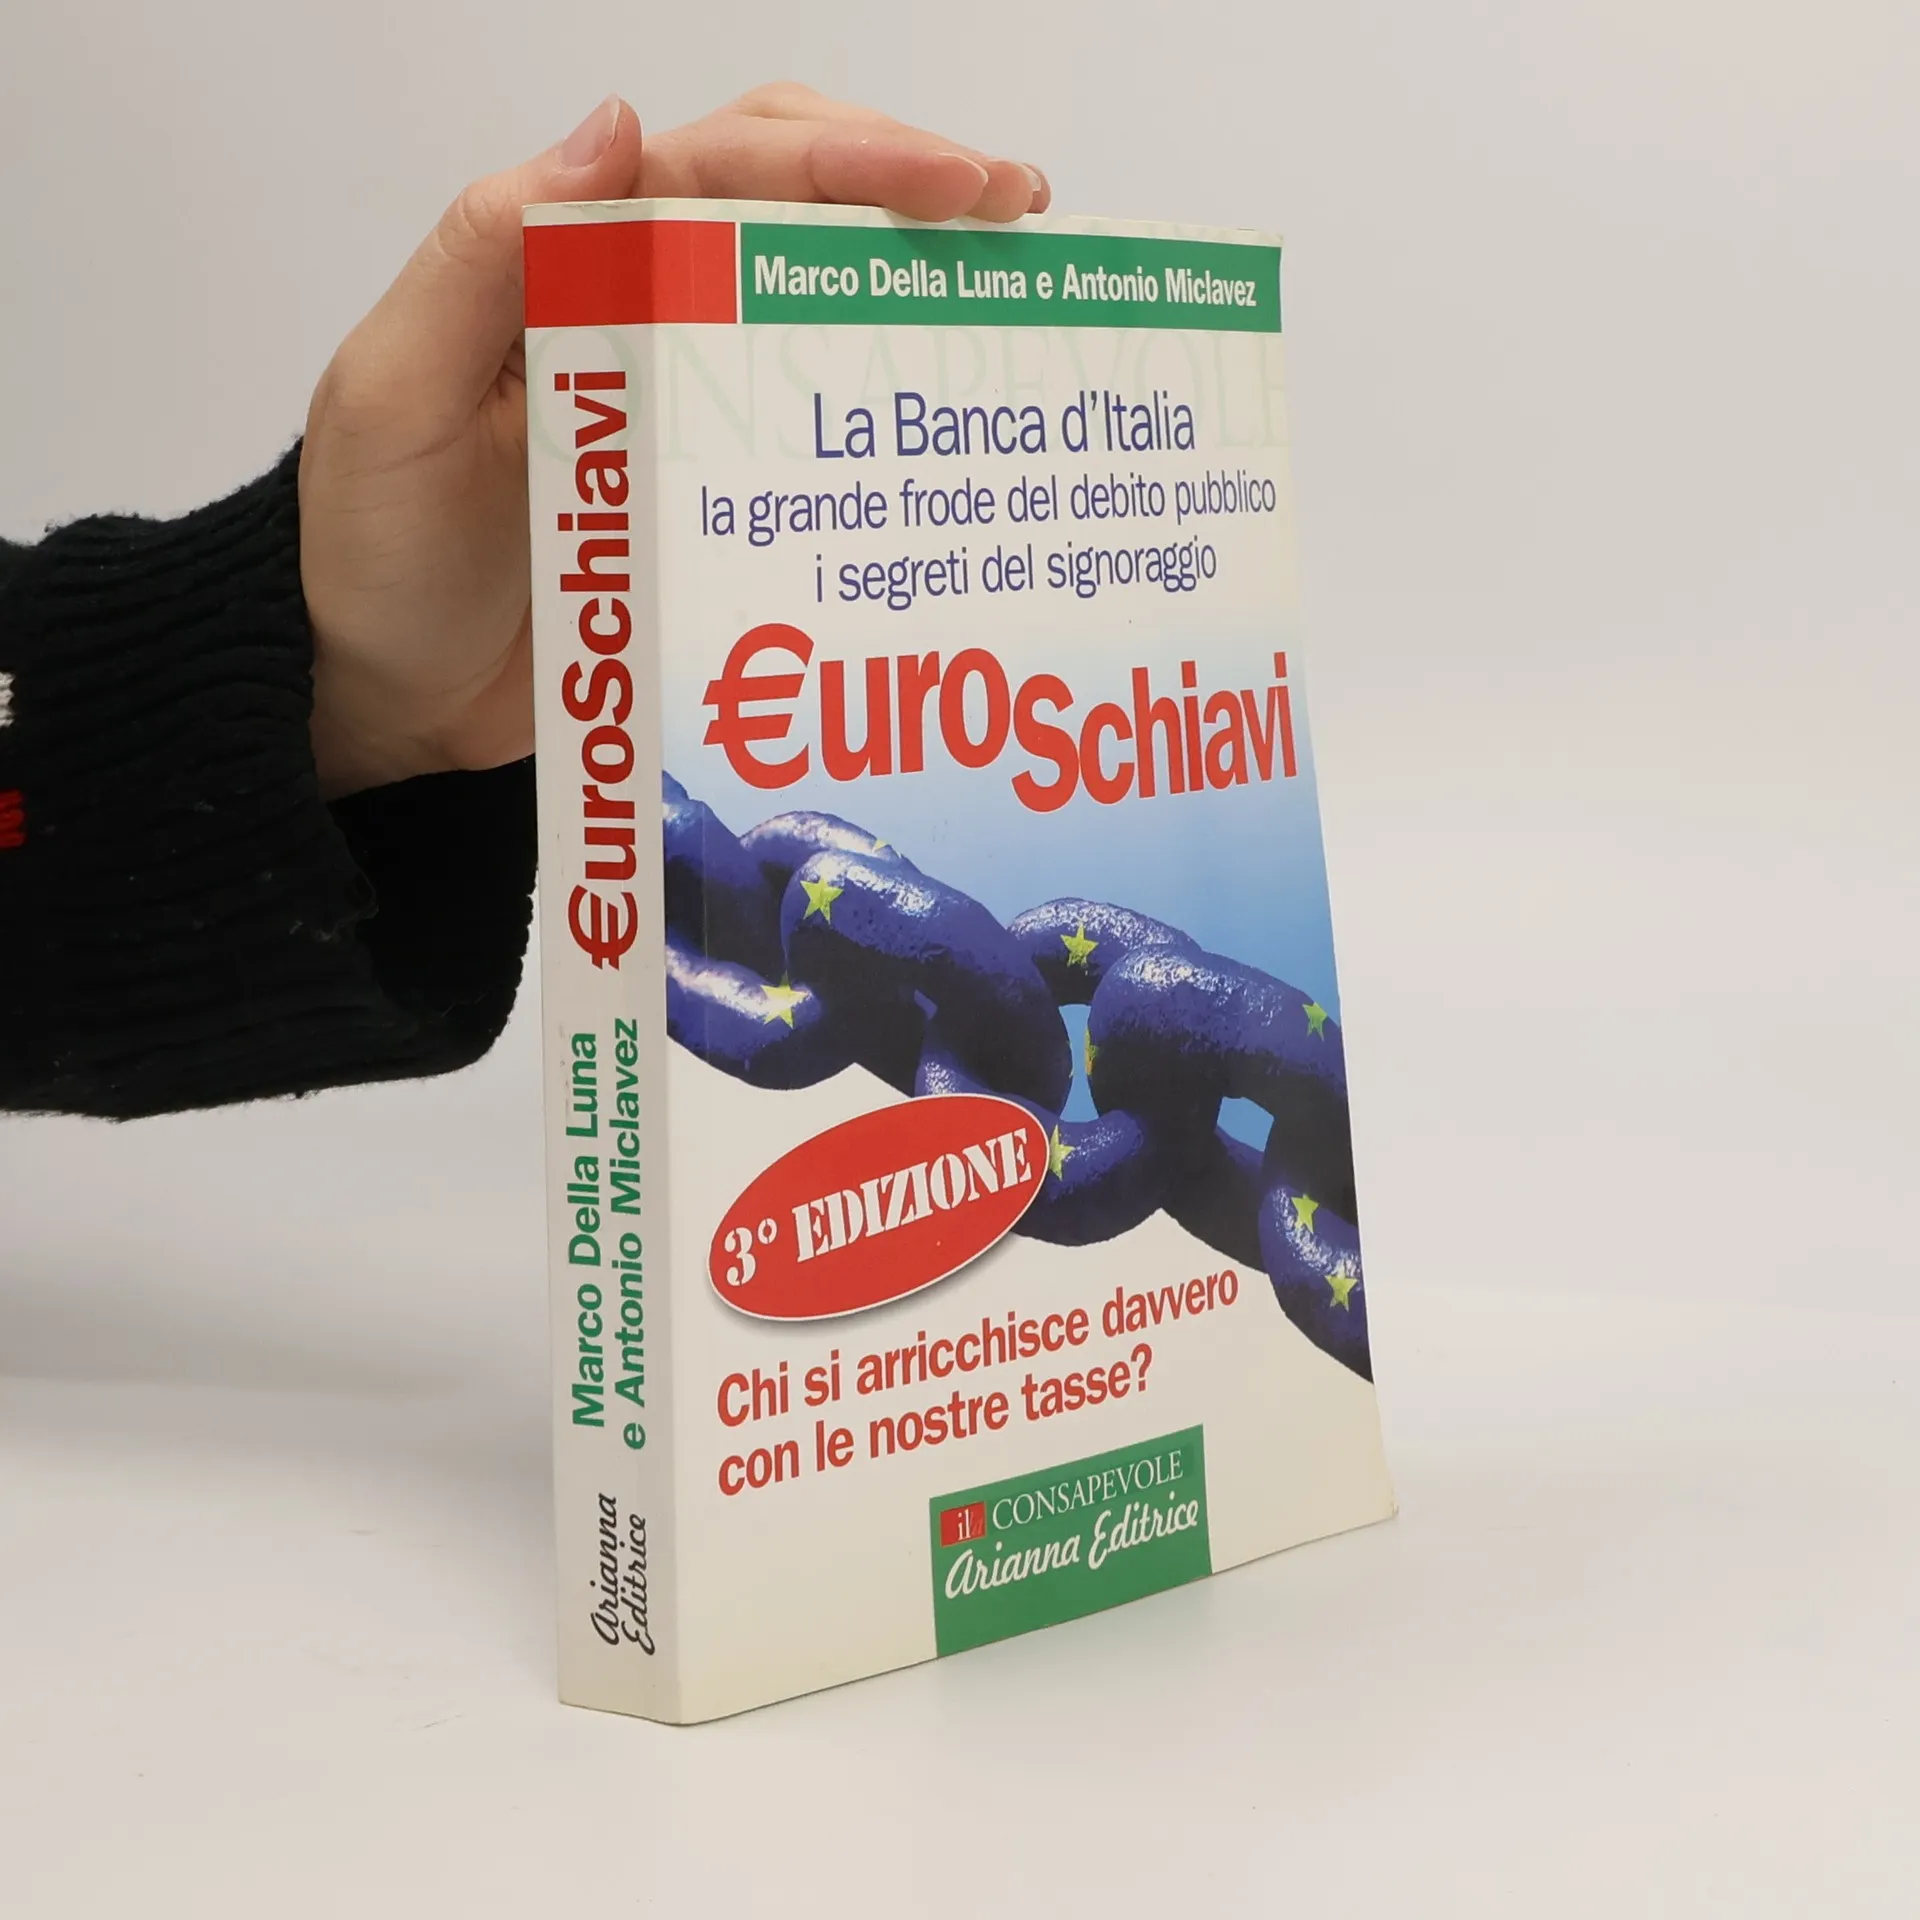 Marco Della Luna e Antonio Miclavez
CONSAPEVOLE
La Banca d'Italia
la grande frode del debito pubblico
i segreti del signoraggio
€uroSchiavi
3° EDIZIONE
Chi si arricchisce davvero
con le nostre tasse?
il CONSAPEVOLE
Arianna Editrice
€uroSchiavi
Marco Della Luna
e Antonio Miclavez
Arianna
Editrice